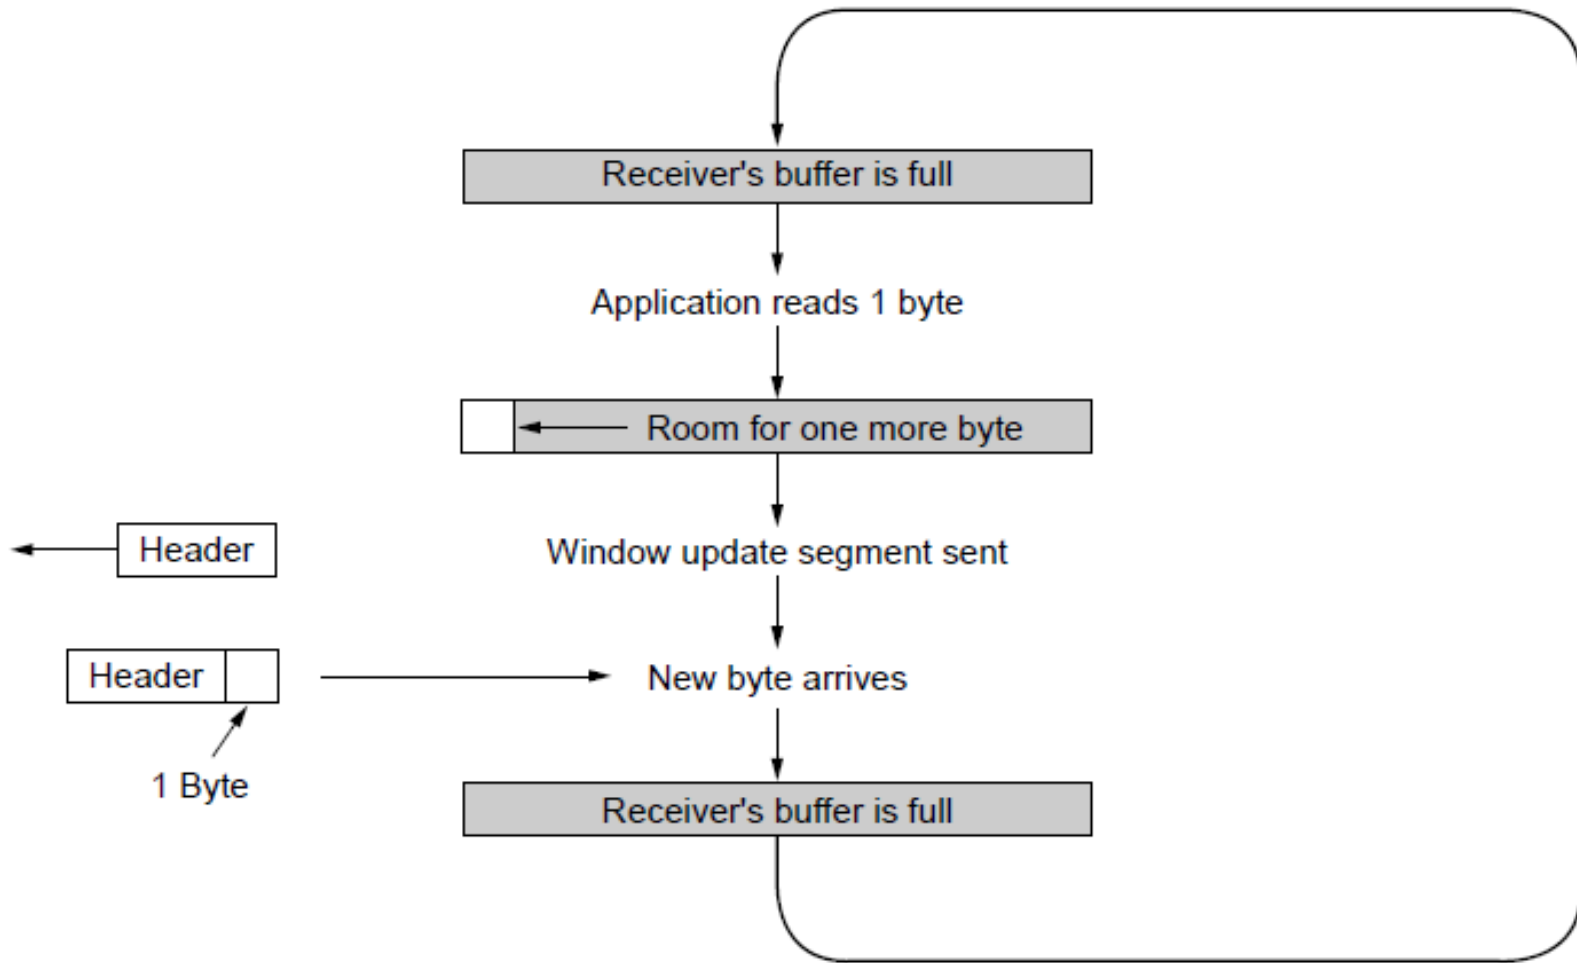 Receiver's buffer is full
Application reads 1 byte
Room for one more byte
Header
Window update segment sent
Header
New byte arrives
1 Byte
Receiver's buffer is full